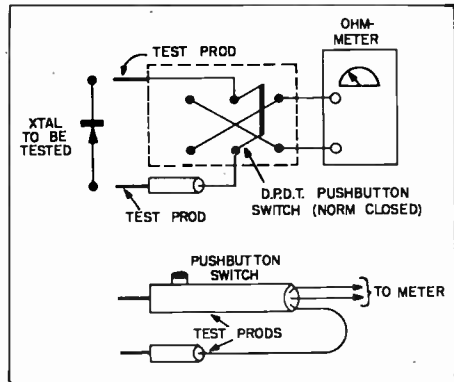 OHM-
METER
TEST PROD
XTAL
TO BE
TESTED
D.P.D.T. PUSHBUTTON
SWITCH (NORM CLOSED)
TEST PROD
PUSHBUTTON
SWITCH
TO METER
TEST PRODS